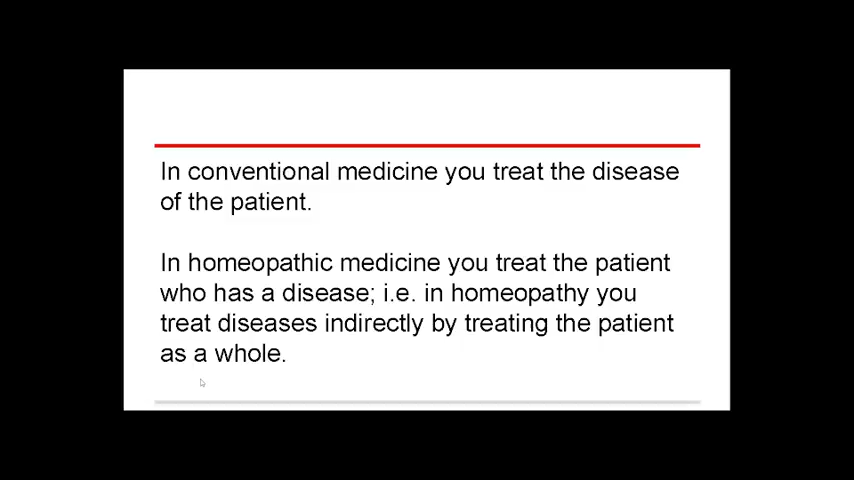 In conventional medicine you treat the disease
of the patient.
In homeopathic medicine you treat the patient
who has a disease; i.e. in homeopathy you
treat diseases indirectly by treating the patient
as a whole.